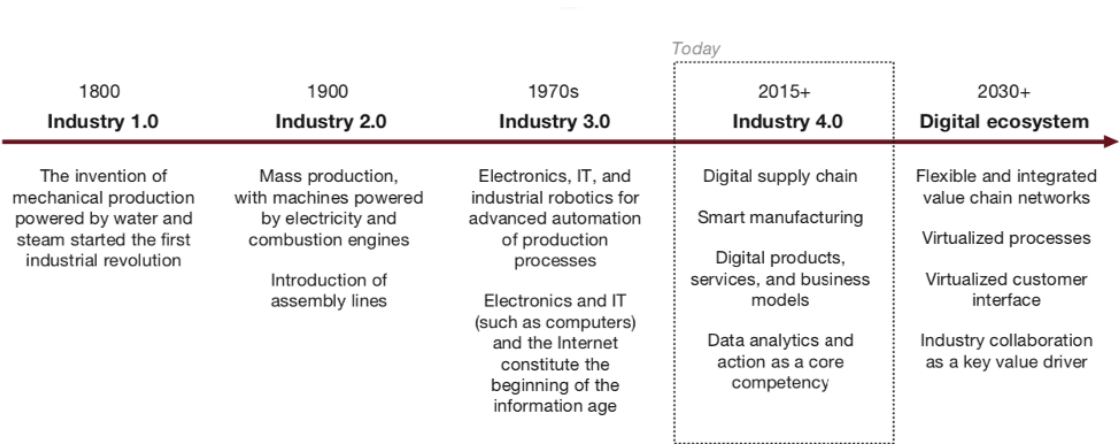 Today
1800
Industry 1.0
The invention of
mechanical production
powered by water and
steam started the first
industrial revolution
1900
Industry 2.0
Mass production,
with machines powered
by electricity and
combustion engines
Introduction of
assembly lines
1970s
Industry 3.0
Electronics, IT, and
industrial robotics for
advanced automation
of production
processes
Electronics and IT
(such as computers)
and the Internet
constitute the
beginning of the
information age
2015+
Industry 4.0
Digital supply chain
Smart manufacturing
Digital products,
services, and business
models
Data analytics and
action as a core
competency
2030+
Digital ecosystem
Flexible and integrated
value chain networks
Virtualized processes
Virtualized customer
interface
Industry collaboration
as a key value driver